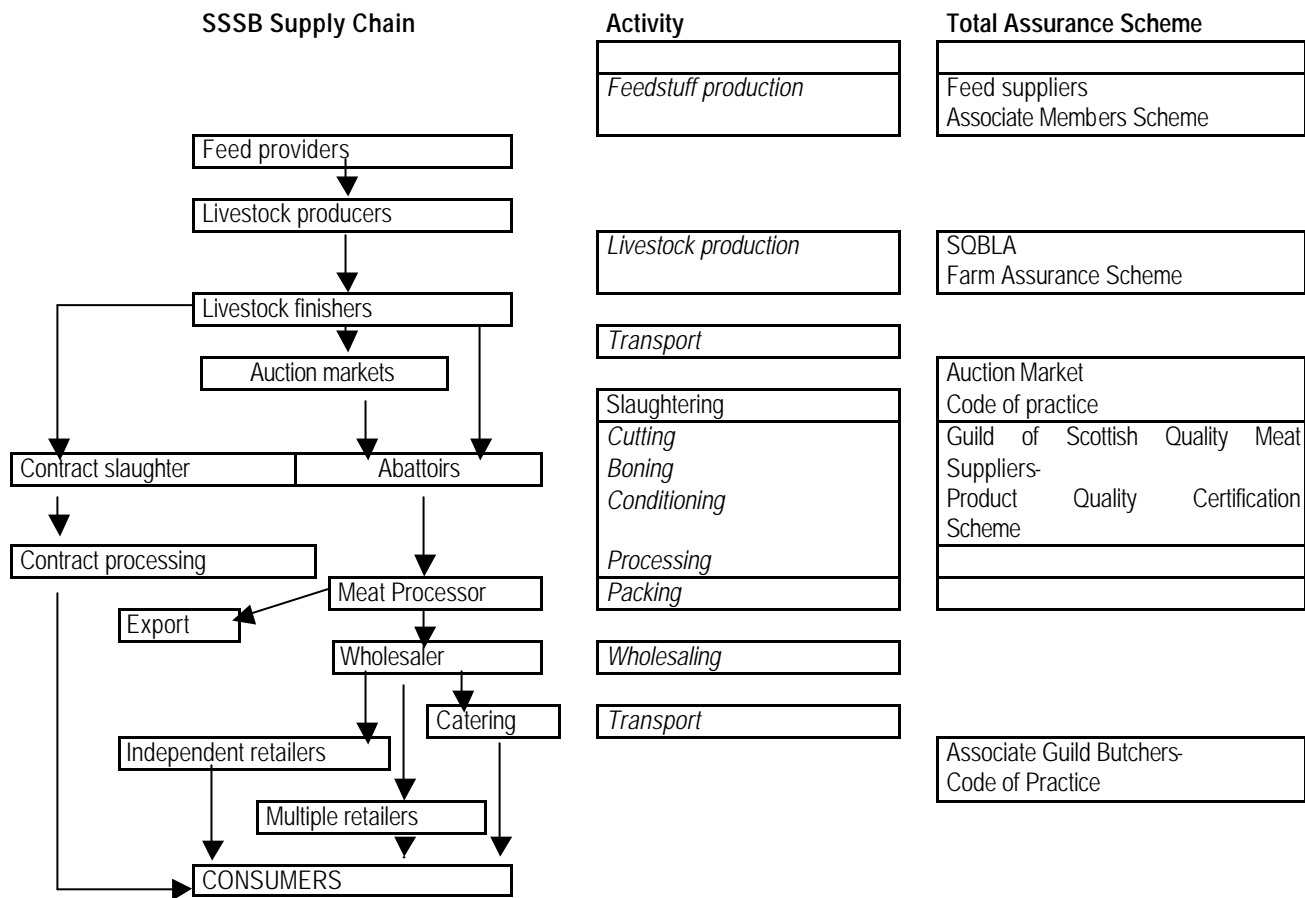 SSSB Supply Chain
Feed providers
Livestock producers
Livestock finishers
Auction markets
Contract slaughter
Abattoirs
Contract processing
Meat Processor
Export
Wholesaler
Catering
Independent retailers
Multiple retailers
CONSUMERS
Activity
Feedstuff production
Livestock production
Transport
Slaughtering
Cutting
Boning
Conditioning
Processing
Packing
Wholesaling
Transport
Total Assurance Scheme
Feed suppliers
Associate Members Scheme
SQBLA
Farm Assurance Scheme
Auction Market
Code of practice
Guild of Scottish Quality Meat
Suppliers-
Product Quality Certification
Scheme
Associate Guild Butchers-
Code of Practice